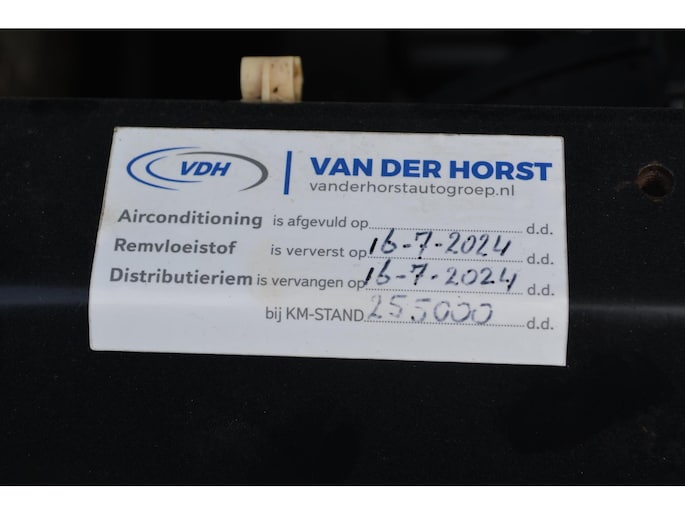 VDH
VAN DER HORST
vanderhorstautogroep.nl
Airconditioning is afgevuld op d.d.
Remvloeistof is ververst op 16-7-2024 d.d.
Distributieriem is vervangen op 16-7-2024 d.d.
bij KM-STAND 255000 d.d.